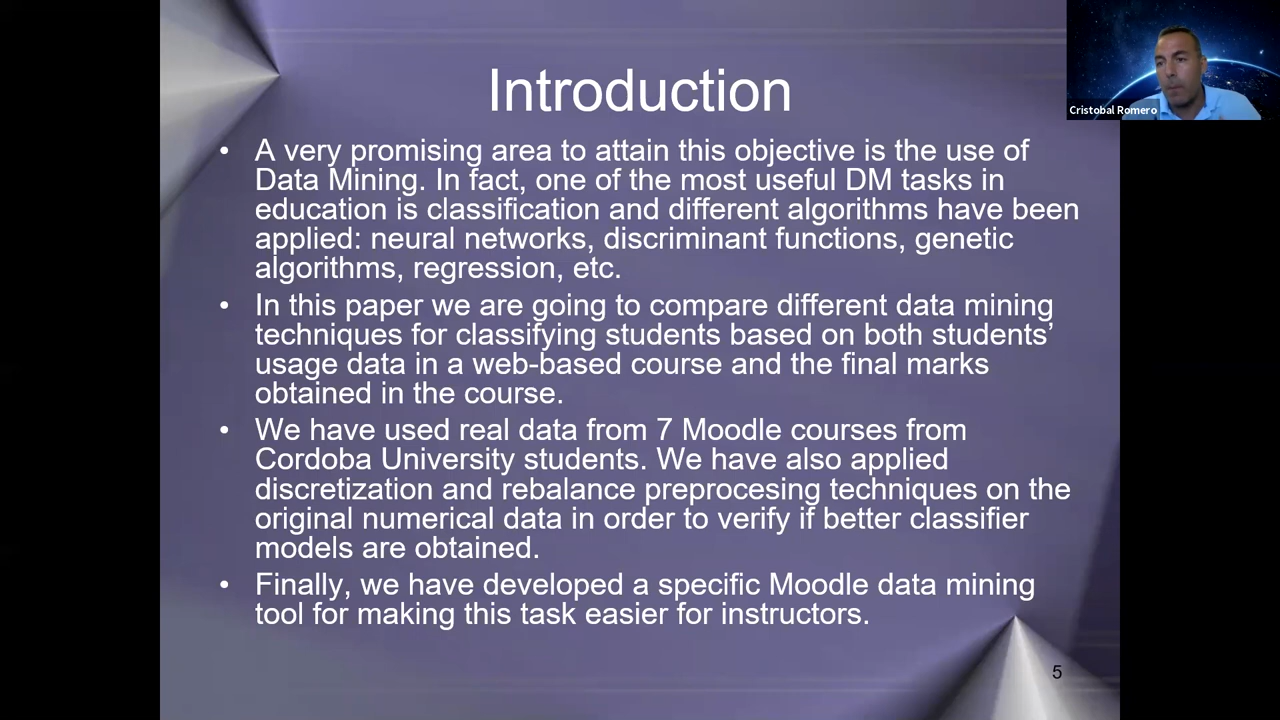 Introduction
Cristobal Romero
• A very promising area to attain this objective is the use of
Data Mining. In fact, one of the most useful DM tasks in
education is classification and different algorithms have been
applied: neural networks, discriminant functions, genetic
algorithms, regression, etc.
• In this paper we are going to compare different data mining
techniques for classifying students based on both students’
usage data in a web-based course and the final marks
obtained in the course.
• We have used real data from 7 Moodle courses from
Cordoba University students. We have also applied
discretization and rebalance preprocesing techniques on the
original numerical data in order to verify if better classifier
models are obtained.
• Finally, we have developed a specific Moodle data mining
tool for making this task easier for instructors.
5